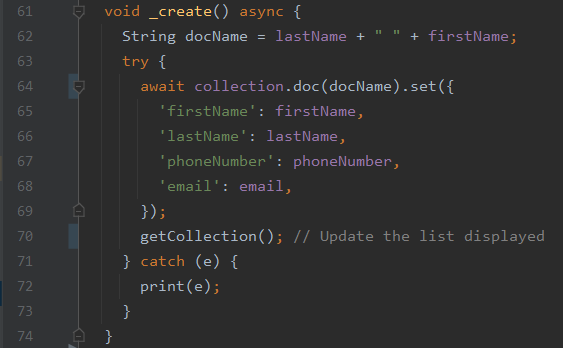 61 void _create() async {
62 String docName = lastName + " " + firstName;
63 try {
64 await collection.doc(docName).set({
65 'firstName': firstName,
66 'lastName': lastName,
67 'phoneNumber': phoneNumber,
68 'email': email,
69 });
70 getCollection(); // Update the list displayed
71 } catch (e) {
72 print(e);
73 }
74 }